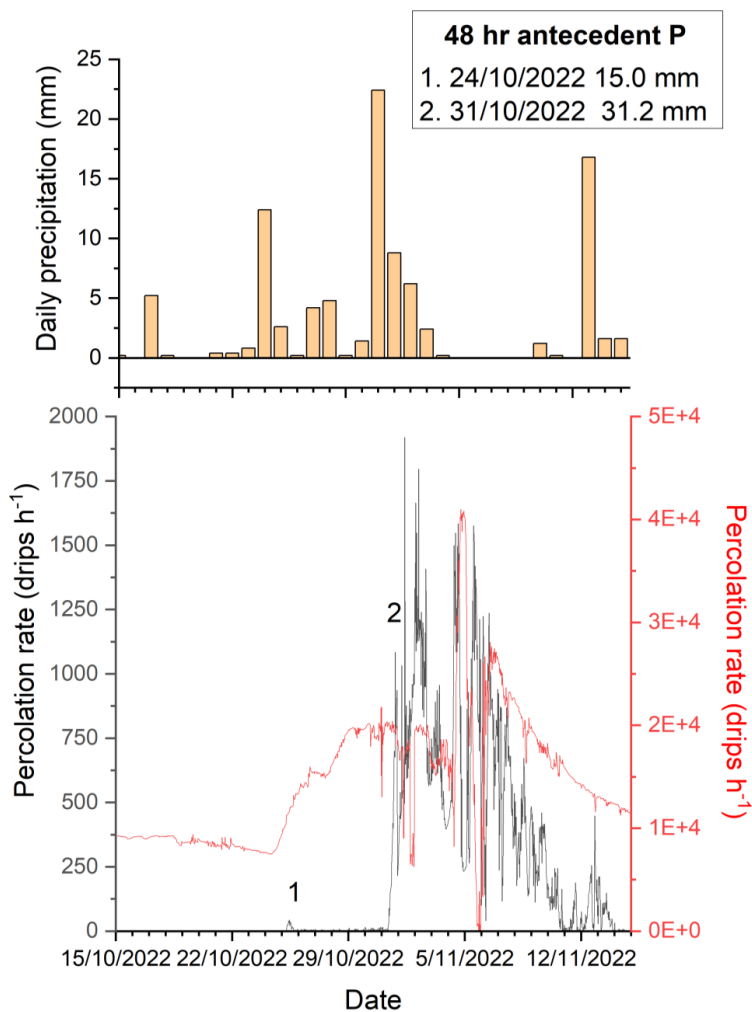 48 hr antecedent P
1. 24/10/2022 15.0 mm
2. 31/10/2022 31.2 mm
Daily precipitation (mm)
25
20
15
10
5
0
Percolation rate (drips h⁻¹)
2000
1750
1500
1250
1000
750
500
250
0
1
2
5E+4
4E+4
3E+4
2E+4
1E+4
0E+0
Percolation rate (drips h⁻¹)
15/10/2022 22/10/2022 29/10/2022 5/11/2022 12/11/2022
Date